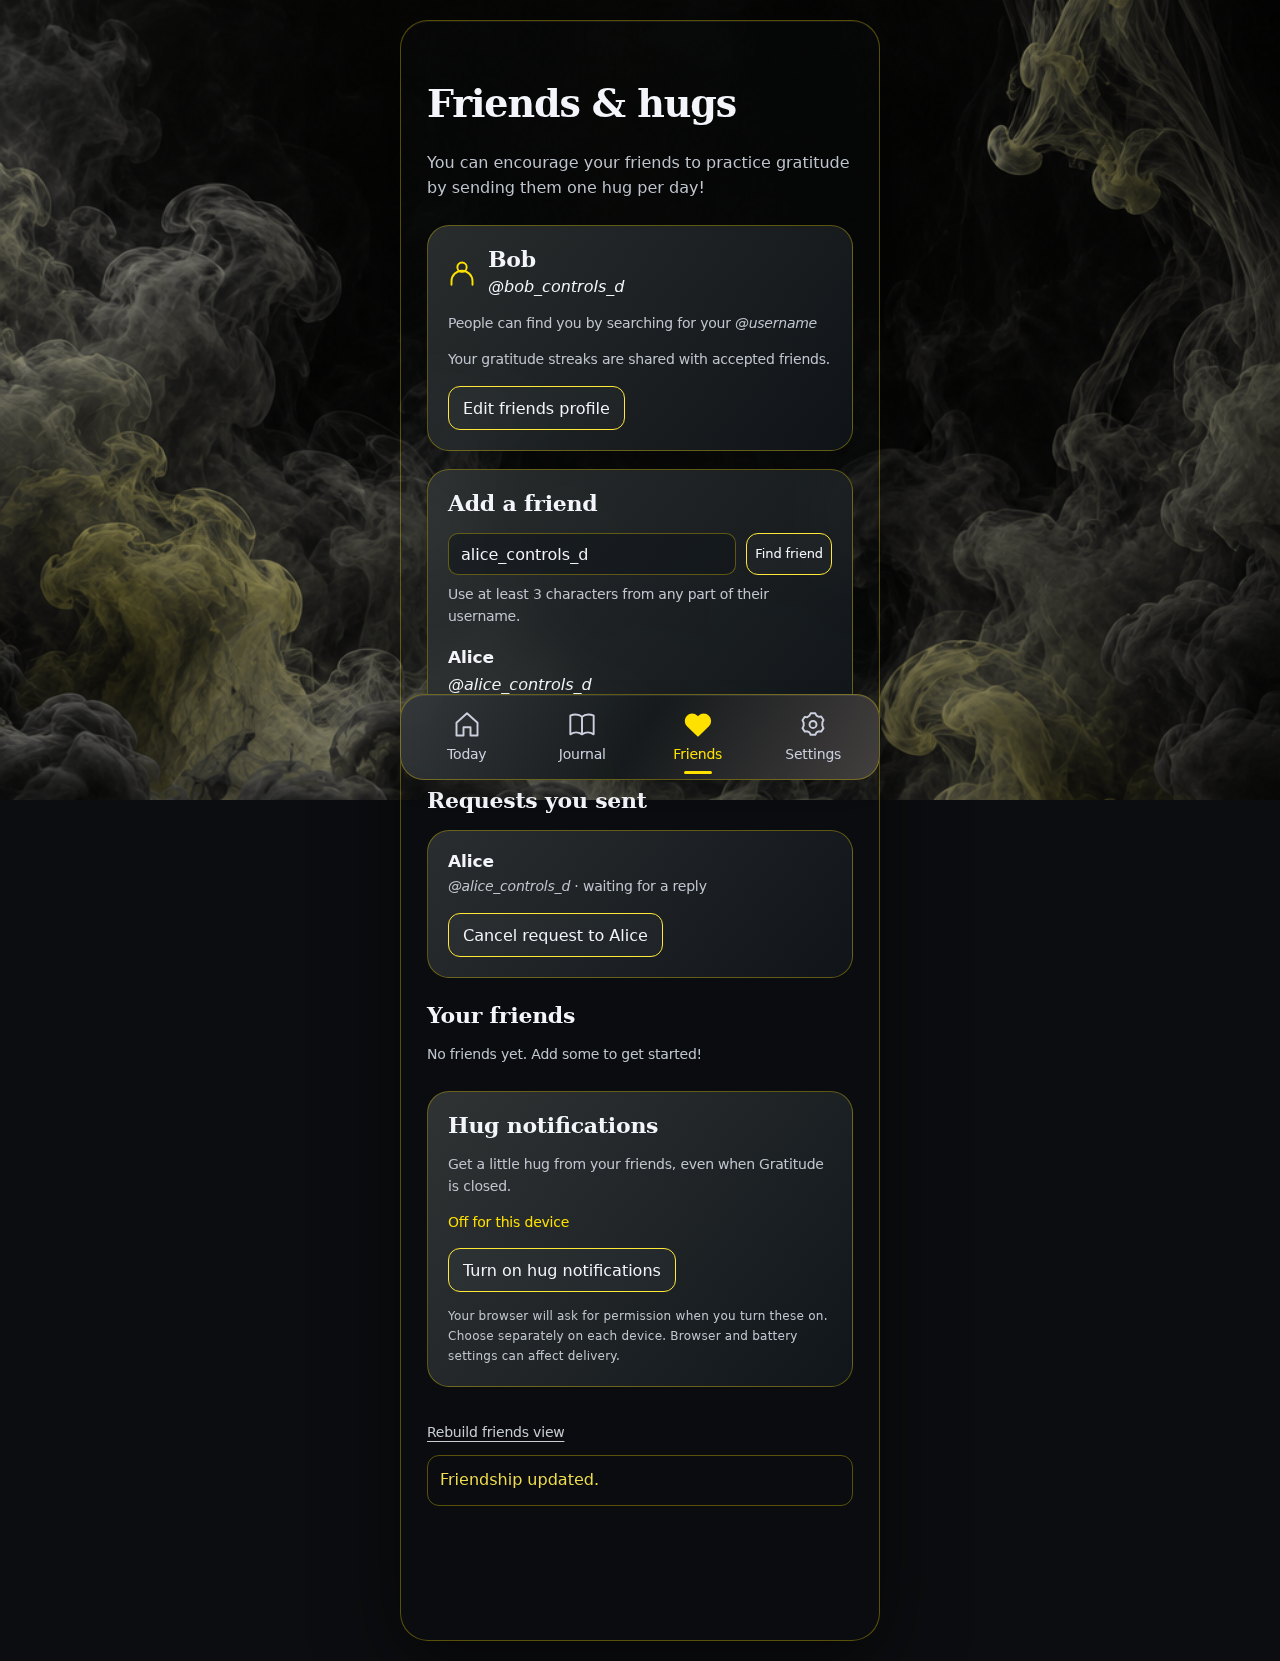 Friends & hugs
You can encourage your friends to practice gratitude
by sending them one hug per day!
Bob
@bob_controls_d
People can find you by searching for your @username
Your gratitude streaks are shared with accepted friends.
Edit friends profile
Add a friend
alice_controls_d
Find friend
Use at least 3 characters from any part of their
username.
Alice
@alice_controls_d
Today
Journal
Friends
Settings
Requests you sent
Alice
@alice_controls_d · waiting for a reply
Cancel request to Alice
Your friends
No friends yet. Add some to get started!
Hug notifications
Get a little hug from your friends, even when Gratitude
is closed.
Off for this device
Turn on hug notifications
Your browser will ask for permission when you turn these on.
Choose separately on each device. Browser and battery
settings can affect delivery.
Rebuild friends view
Friendship updated.